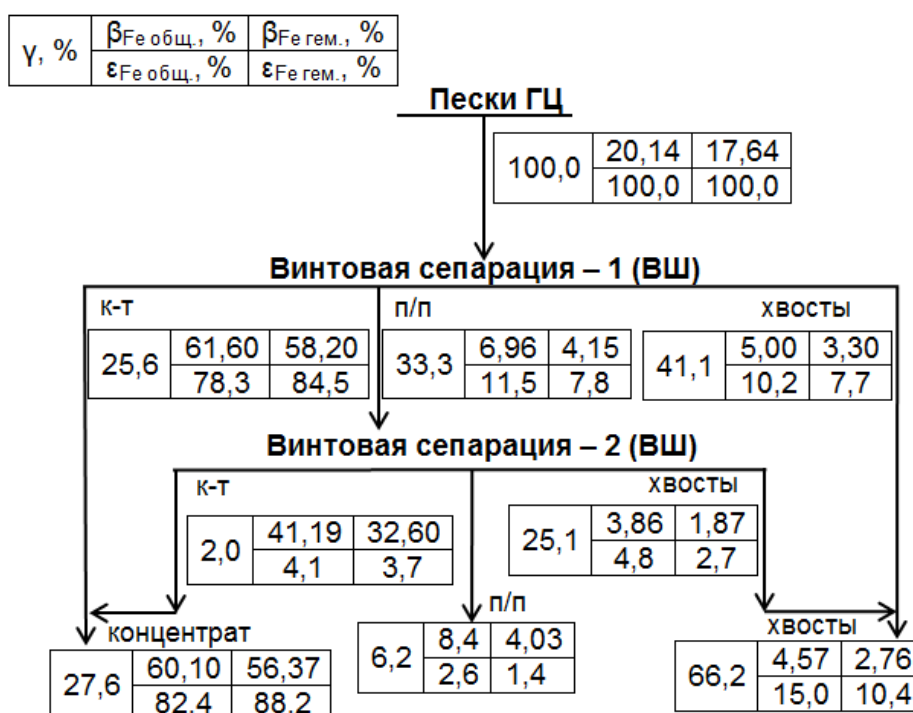 γ, % βFe общ., % βFe гем., %
εFe общ., % εFe гем., %
Пески ГЦ
100,0 20,14 17,64
100,0 100,0
Винтовая сепарация – 1 (ВШ)
к-т п/п хвосты
25,6 61,60 58,20 33,3 6,96 4,15 41,1 5,00 3,30
78,3 84,5 11,5 7,8 10,2 7,7
Винтовая сепарация – 2 (ВШ)
к-т хвосты
2,0 41,19 32,60 25,1 3,86 1,87
4,1 3,7 4,8 2,7
концентрат п/п хвосты
27,6 60,10 56,37 6,2 8,4 4,03 66,2 4,57 2,76
82,4 88,2 2,6 1,4 15,0 10,4